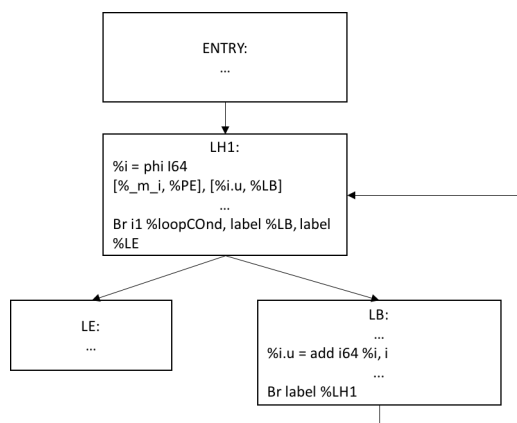 ENTRY:
...
LH1:
%i = phi I64
[%_m_i, %PE], [%i.u, %LB]
...
Br i1 %loopCOnd, label %LB, label
%LE
LE:
...
LB:
...
%i.u = add i64 %i, i
...
Br label %LH1